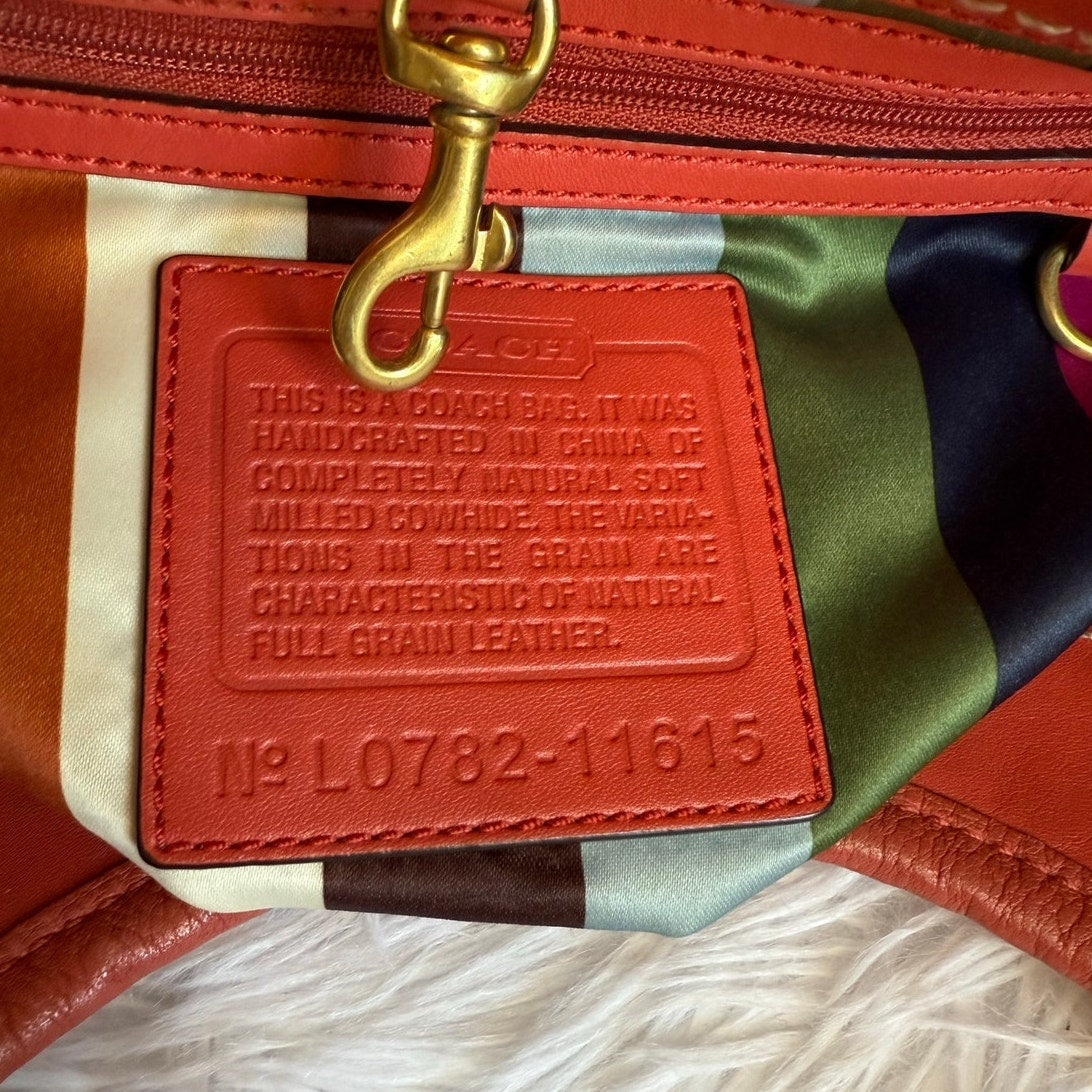 COACH
THIS IS A COACH BAG. IT WAS
HANDCRAFTED IN CHINA OF
COMPLETELY NATURAL SOFT
MILLED COWHIDE. THE VARIA-
TIONS IN THE GRAIN ARE
CHARACTERISTIC OF NATURAL
FULL GRAIN LEATHER.
Nº L0782-11615